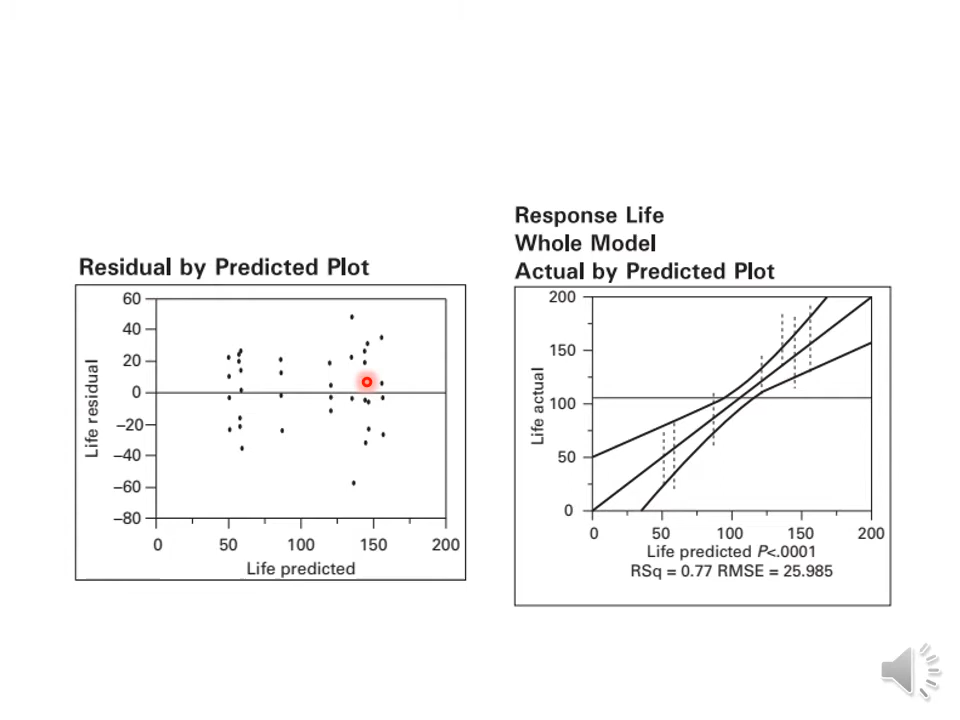 Residual by Predicted Plot
60
40
20
0
−20
−40
−60
−80
Life residual
0 50 100 150 200
Life predicted
Response Life
Whole Model
Actual by Predicted Plot
200
150
100
50
0
Life actual
0 50 100 150 200
Life predicted P<.0001
RSq = 0.77 RMSE = 25.985